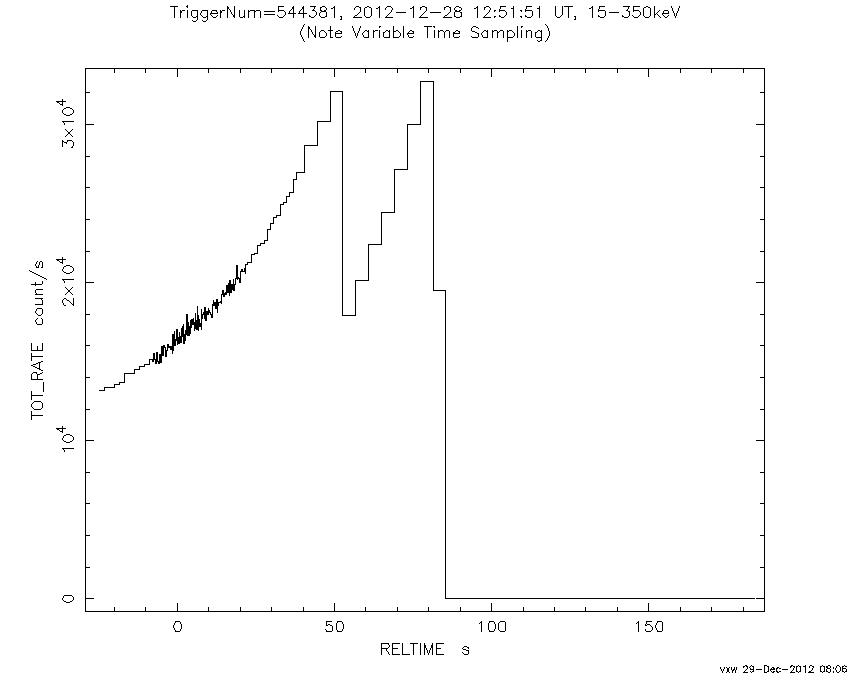 TriggerNum=544381, 2012-12-28 12:51:51 UT, 15-350keV
(Note Variable Time Sampling)
TOT_RATE count/s
3×10⁴
2×10⁴
10⁴
0
0 50 100 150
RELTIME s
vxw 29-Dec-2012 08:06